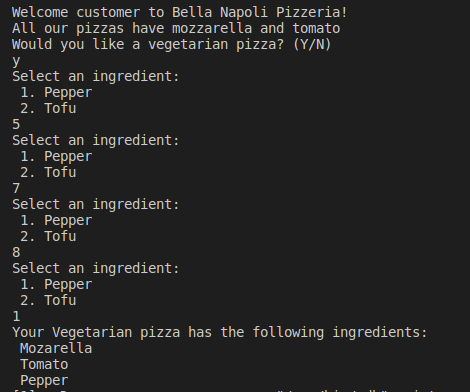 Welcome customer to Bella Napoli Pizzeria!
All our pizzas have mozzarella and tomato
Would you like a vegetarian pizza? (Y/N)
y
Select an ingredient:
 1. Pepper
 2. Tofu
5
Select an ingredient:
 1. Pepper
 2. Tofu
7
Select an ingredient:
 1. Pepper
 2. Tofu
8
Select an ingredient:
 1. Pepper
 2. Tofu
1
Your Vegetarian pizza has the following ingredients:
 Mozarella
 Tomato
 Pepper